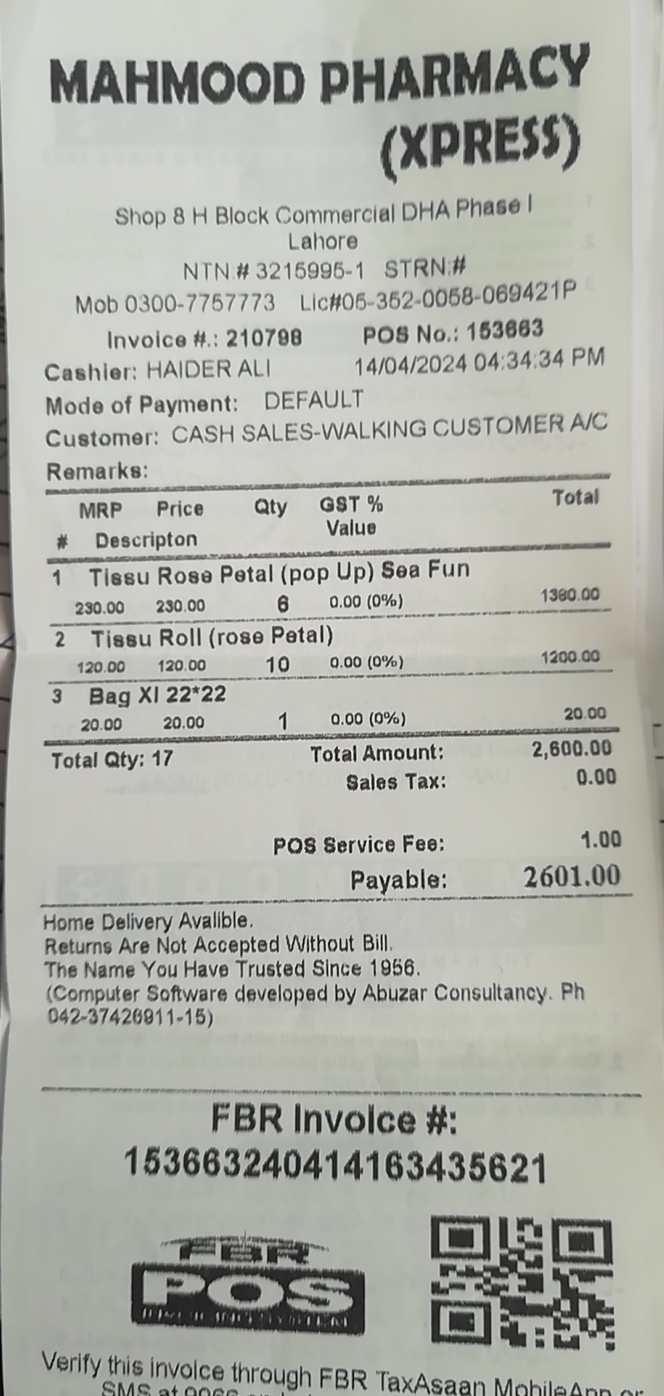 MAHMOOD PHARMACY
(XPRESS)
Shop 8 H Block Commercial DHA Phase I
Lahore
NTN.# 3215995-1 STRN:#
Mob 0300-7757773 Lic#05-352-0058-069421P
Invoice #.: 210798 POS No.: 153663
Cashier: HAIDER ALI 14/04/2024 04:34:34 PM
Mode of Payment: DEFAULT
Customer: CASH SALES-WALKING CUSTOMER A/C
Remarks:
MRP Price Qty GST % Total
# Descripton Value
1 Tissu Rose Petal (pop Up) Sea Fun
230.00 230.00 6 0.00 (0%) 1380.00
2 Tissu Roll (rose Petal)
120.00 120.00 10 0.00 (0%) 1200.00
3 Bag Xl 22*22
20.00 20.00 1 0.00 (0%) 20.00
Total Qty: 17 Total Amount: 2,600.00
Sales Tax: 0.00
POS Service Fee: 1.00
Payable: 2601.00
Home Delivery Avalible.
Returns Are Not Accepted Without Bill.
The Name You Have Trusted Since 1956.
(Computer Software developed by Abuzar Consultancy. Ph
042-37426911-15)
FBR Invoice #:
153663240414163435621
FBR
POS
Verify this invoice through FBR TaxAsaan MobileApp or
SMS at